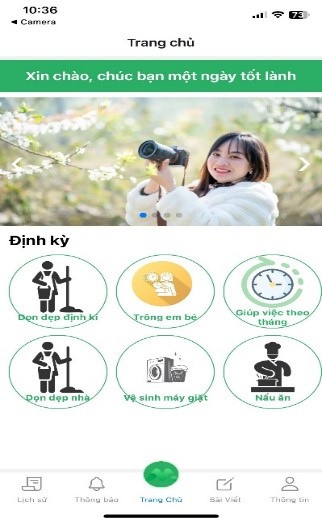 10:36
73
◀ Camera
Trang chủ
Xin chào, chúc bạn một ngày tốt lành
Định kỳ
Dọn dẹp định kì
Trông em bé
Giúp việc theo
tháng
Dọn dẹp nhà
Vệ sinh máy giặt
Nấu ăn
Lịch sử
Thông báo
Trang Chủ
Bài Viết
Thông tin